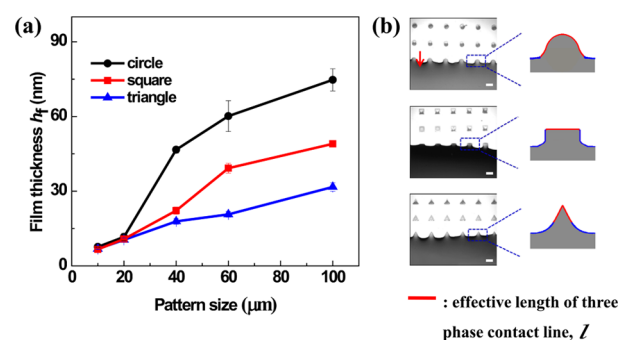 (a)
Film thickness h_f (nm)
90
60
30
0
circle
square
triangle
0
20
40
60
80
100
Pattern size (μm)
(b)
: effective length of three
phase contact line, l